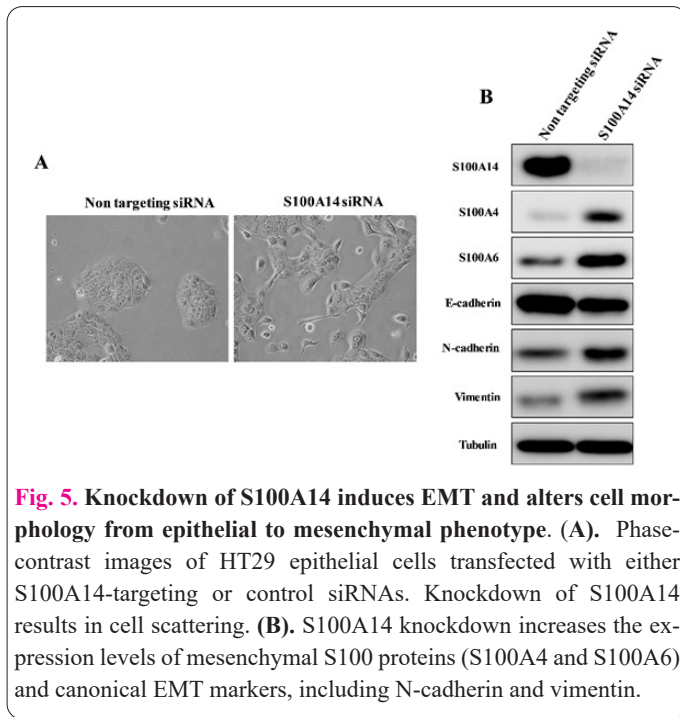 A
Non targeting siRNA
S100A14 siRNA
B
Non targeting siRNA
S100A14 siRNA
S100A14
S100A4
S100A6
E-cadherin
N-cadherin
Vimentin
Tubulin
Fig. 5. Knockdown of S100A14 induces EMT and alters cell mor-
phology from epithelial to mesenchymal phenotype. (A). Phase-
contrast images of HT29 epithelial cells transfected with either
S100A14-targeting or control siRNAs. Knockdown of S100A14
results in cell scattering. (B). S100A14 knockdown increases the ex-
pression levels of mesenchymal S100 proteins (S100A4 and S100A6)
and canonical EMT markers, including N-cadherin and vimentin.